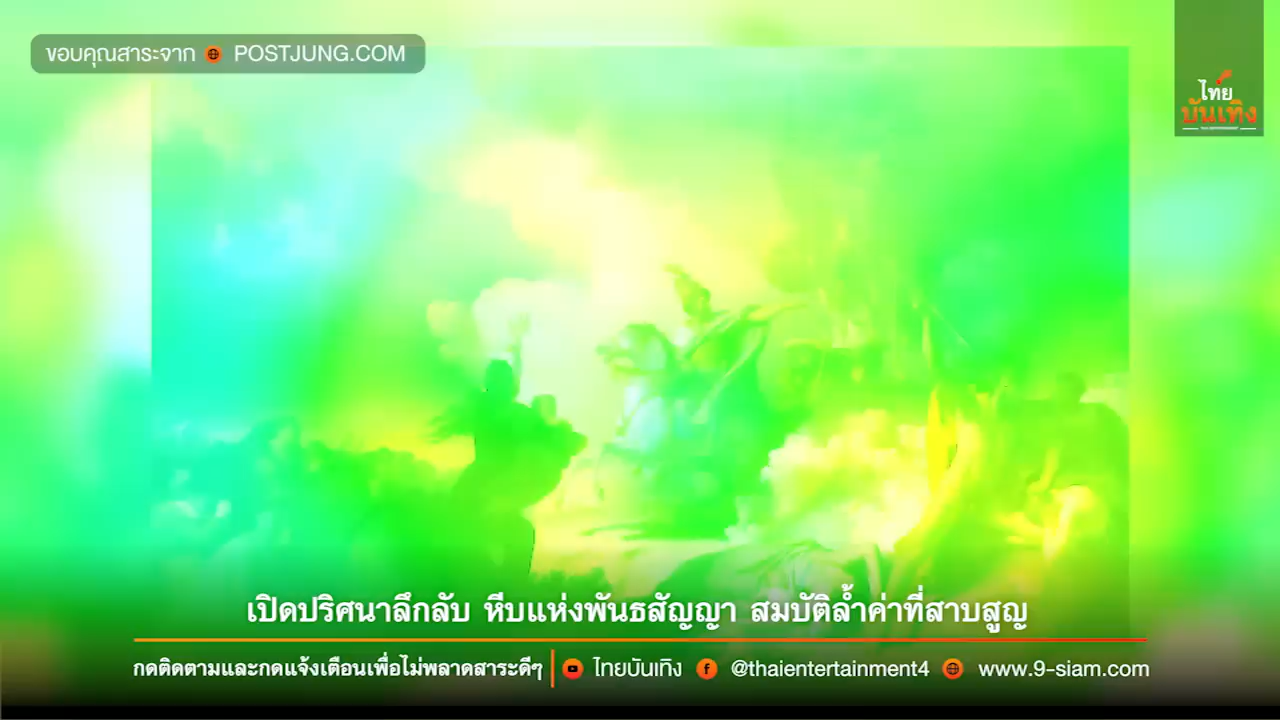 ขอบคุณสาระจาก POSTJUNG.COM
ไทย
บันเทิง
เปิดปริศนาลึกลับ หีบแห่งพันธสัญญา สมบัติล้ำค่าที่สาบสูญ
กดติดตามและกดแจ้งเตือนเพื่อไม่พลาดสาระดีๆ ไทยบันเทิง @thaientertainment4 www.9-siam.com